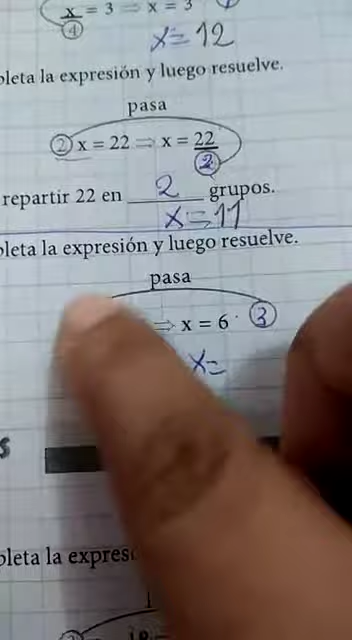 x/4 = 3 ⇒ x = 3
x = 12
pleta la expresión y luego resuelve.
pasa
2 x = 22 ⇒ x = 22/2
repartir 22 en 2 grupos.
x = 11
pleta la expresión y luego resuelve.
pasa
⇒ x = 6 · 3
x =
s
pleta la expres